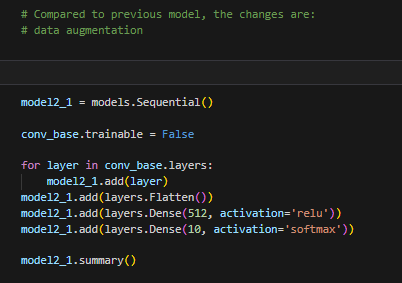 # Compared to previous model, the changes are:
# data augmentation
model2_1 = models.Sequential()
conv_base.trainable = False
for layer in conv_base.layers:
    model2_1.add(layer)
model2_1.add(layers.Flatten())
model2_1.add(layers.Dense(512, activation='relu'))
model2_1.add(layers.Dense(10, activation='softmax'))
model2_1.summary()